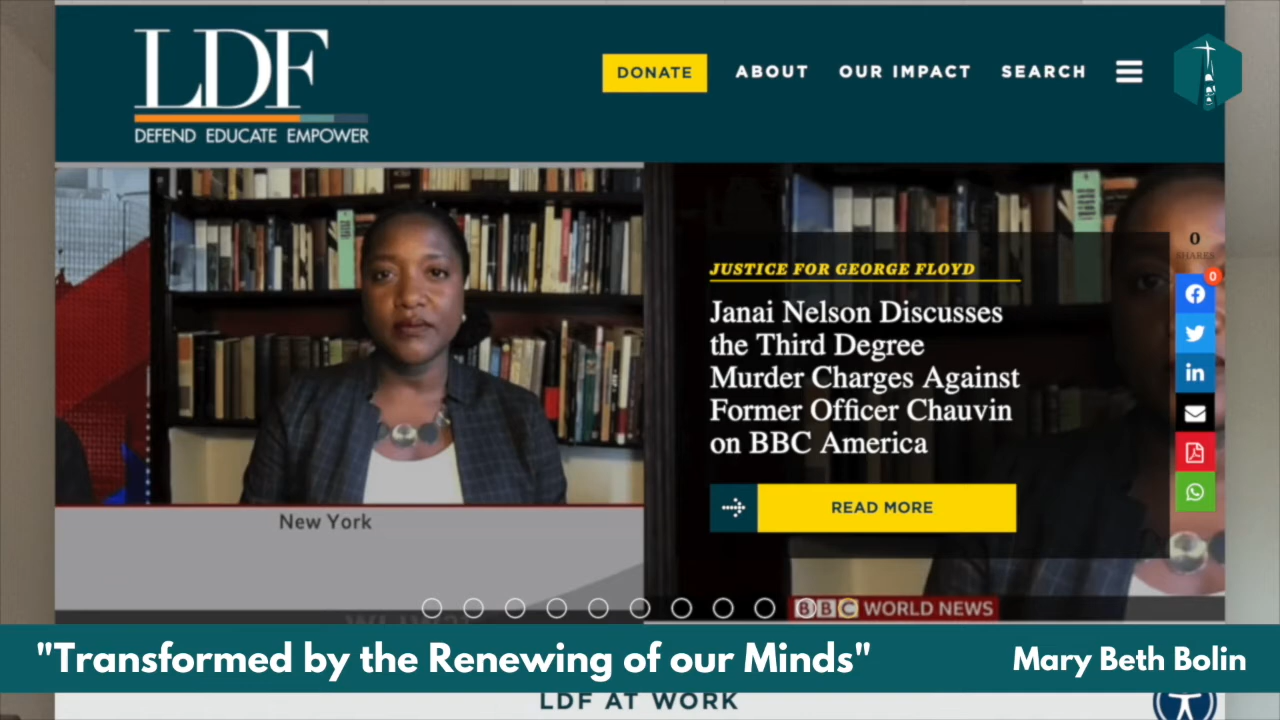 LDF
DEFEND EDUCATE EMPOWER
DONATE
ABOUT
OUR IMPACT
SEARCH
0
SHARES
0
JUSTICE FOR GEORGE FLOYD
Janai Nelson Discusses
the Third Degree
Murder Charges Against
Former Officer Chauvin
on BBC America
READ MORE
New York
BBC WORLD NEWS
"Transformed by the Renewing of our Minds"
Mary Beth Bolin
LDF AT WORK